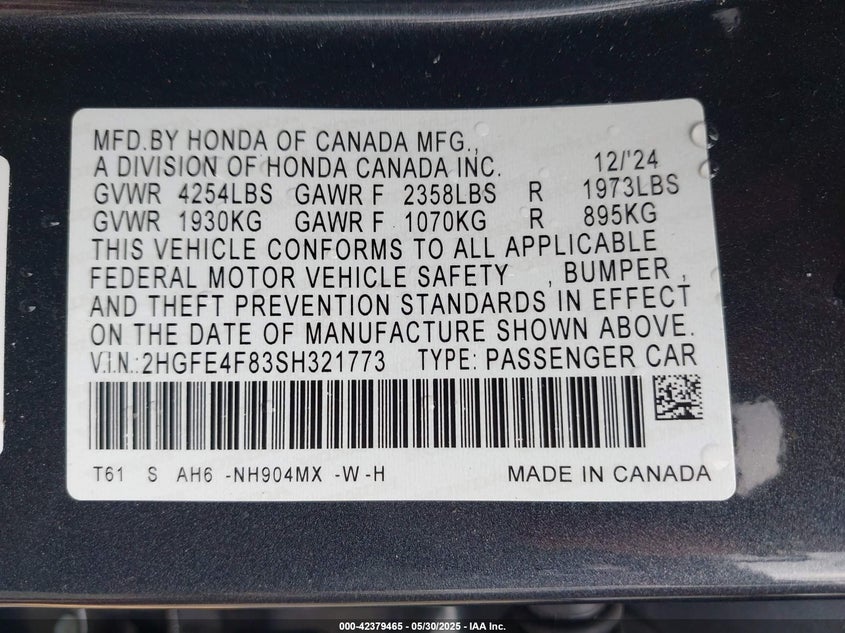 MFD.BY HONDA OF CANADA MFG.,
A DIVISION OF HONDA CANADA INC. 12/'24
GVWR 4254LBS GAWR F 2358LBS R 1973LBS
GVWR 1930KG GAWR F 1070KG R 895KG
THIS VEHICLE CONFORMS TO ALL APPLICABLE
FEDERAL MOTOR VEHICLE SAFETY , BUMPER ,
AND THEFT PREVENTION STANDARDS IN EFFECT
ON THE DATE OF MANUFACTURE SHOWN ABOVE.
V.I.N.:2HGFE4F83SH321773 TYPE: PASSENGER CAR
T61 S AH6 -NH904MX -W-H MADE IN CANADA
000-42379465 - 05/30/2025 - IAA Inc.